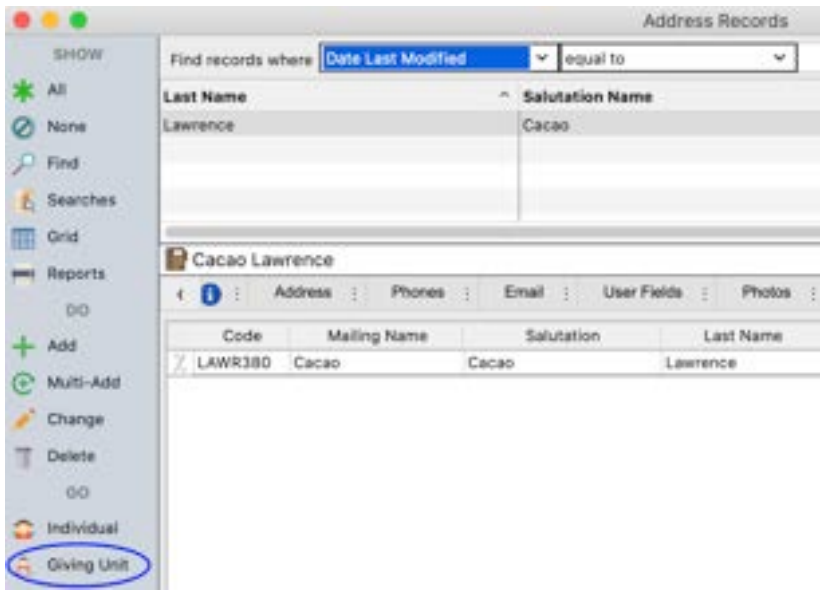 Address Records
SHOW
All
None
Find
Searches
Grid
Reports
DO
Add
Multi-Add
Change
Delete
GO
Individual
Giving Unit
Find records where Date Last Modified equal to
Last Name Salutation Name
Lawrence Cacao
Cacao Lawrence
Address Phones Email User Fields Photos
Code Mailing Name Salutation Last Name
LAWR380 Cacao Cacao Lawrence